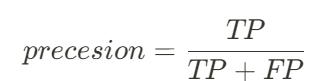 precesion = TP / TP + FP